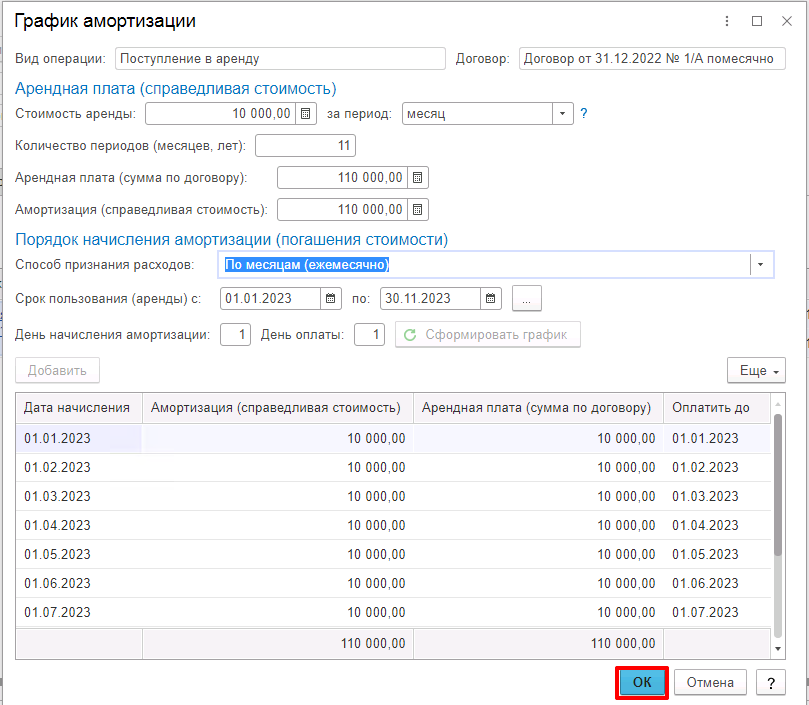 График амортизации
Вид операции: Поступление в аренду Договор: Договор от 31.12.2022 № 1/А помесячно
Арендная плата (справедливая стоимость)
Стоимость аренды: 10 000,00 за период: месяц ?
Количество периодов (месяцев, лет): 11
Арендная плата (сумма по договору): 110 000,00
Амортизация (справедливая стоимость): 110 000,00
Порядок начисления амортизации (погашения стоимости)
Способ признания расходов: По месяцам (ежемесячно)
Срок пользования (аренды) с: 01.01.2023 по: 30.11.2023 ...
День начисления амортизации: 1 День оплаты: 1 Сформировать график
Добавить Еще
Дата начисления Амортизация (справедливая стоимость) Арендная плата (сумма по договору) Оплатить до
01.01.2023 10 000,00 10 000,00 01.01.2023
01.02.2023 10 000,00 10 000,00 01.02.2023
01.03.2023 10 000,00 10 000,00 01.03.2023
01.04.2023 10 000,00 10 000,00 01.04.2023
01.05.2023 10 000,00 10 000,00 01.05.2023
01.06.2023 10 000,00 10 000,00 01.06.2023
01.07.2023 10 000,00 10 000,00 01.07.2023
110 000,00 110 000,00
ОК Отмена ?